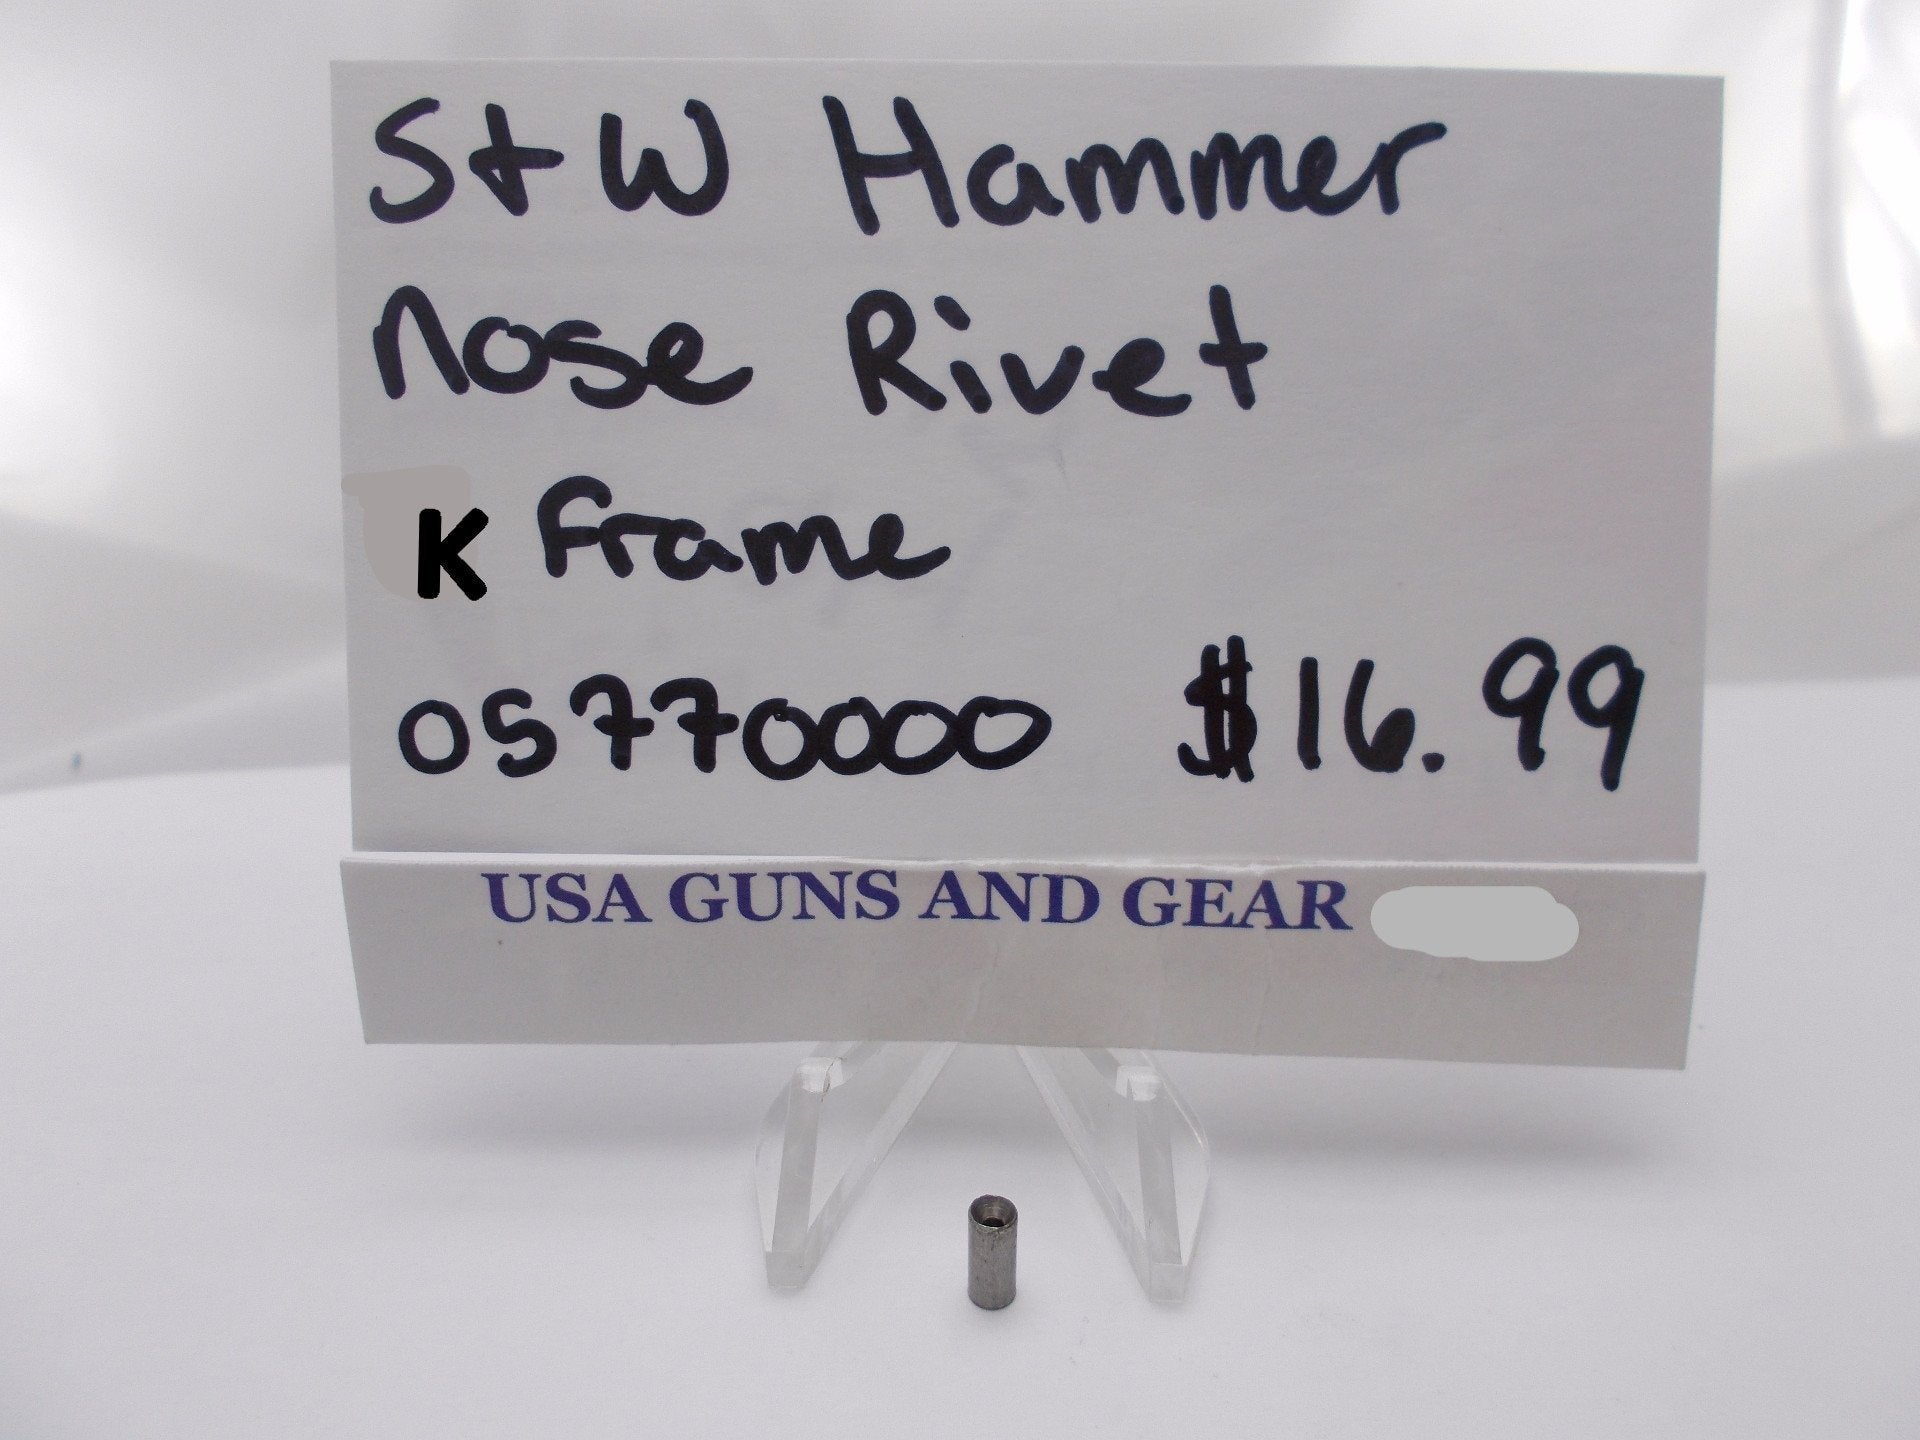 S+W Hammer
Nose Rivet
K Frame
05770000 $16.99
USA GUNS AND GEAR